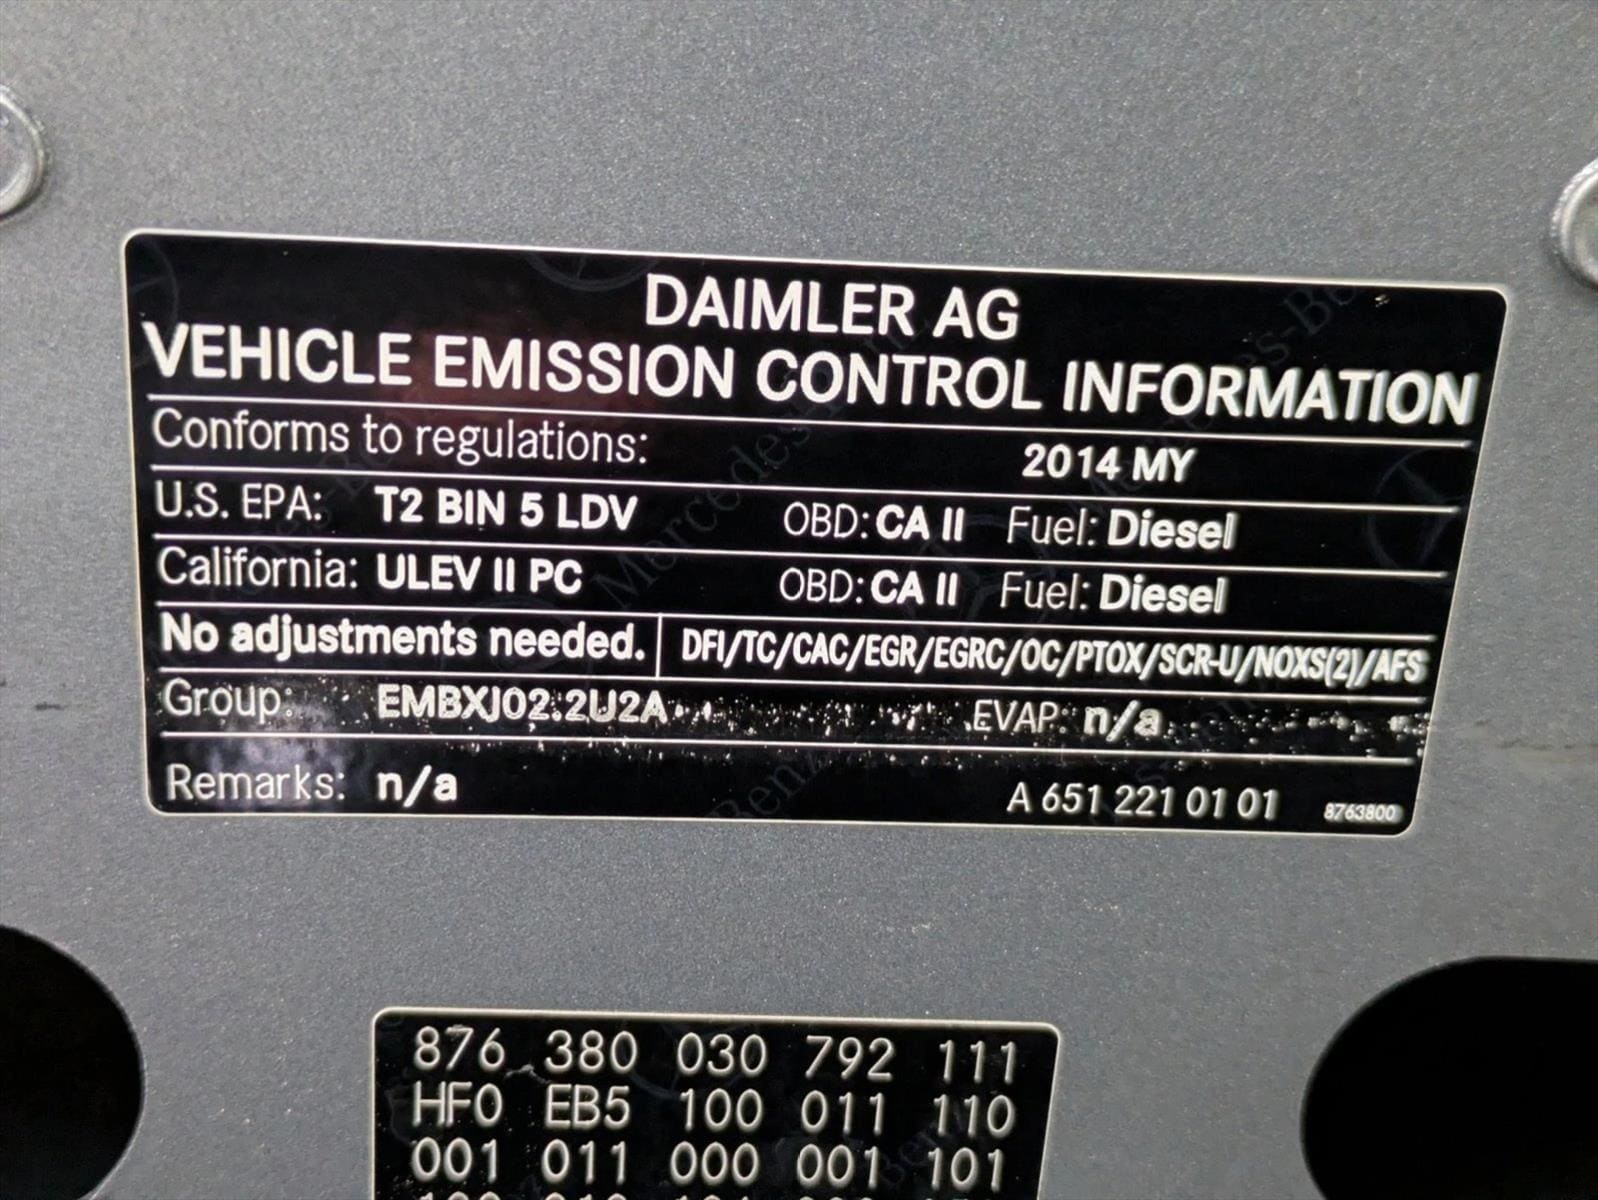 DAIMLER AG
VEHICLE EMISSION CONTROL INFORMATION
Conforms to regulations: 2014 MY
U.S. EPA: T2 BIN 5 LDV OBD: CA II Fuel: Diesel
California: ULEV II PC OBD: CA II Fuel: Diesel
No adjustments needed. DFI/TC/CAC/EGR/EGRC/OC/PTOX/SCR-U/NOXS(2)/AFS
Group: EMBXJ02.2U2A EVAP: n/a
Remarks: n/a A 651 221 01 01 8763800
876 380 030 792 111
HF0 EB5 100 011 110
001 011 000 001 101